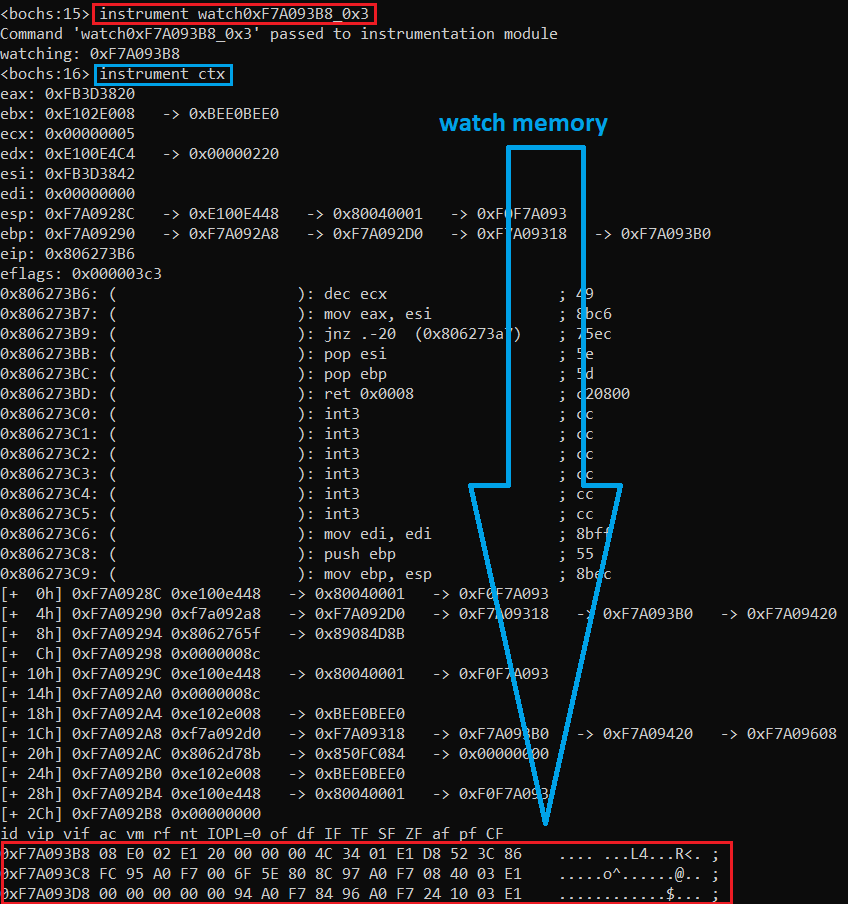 <bochs:15> instrument watch0xF7A093B8_0x3
Command 'watch0xF7A093B8_0x3' passed to instrumentation module
watching: 0xF7A093B8
<bochs:16> instrument ctx
eax: 0xFB3D3820
ebx: 0xE102E008 -> 0xBEE0BEE0
watch memory
ecx: 0x00000005
edx: 0xE100E4C4 -> 0x00000220
esi: 0xFB3D3842
edi: 0x00000000
esp: 0xF7A0928C -> 0xE100E448 -> 0x80040001 -> 0xF0F7A093
ebp: 0xF7A09290 -> 0xF7A092A8 -> 0xF7A092D0 -> 0xF7A09318 -> 0xF7A093B0
eip: 0x806273B6
eflags: 0x000003c3
0x806273B6: ( ): dec ecx ; 49
0x806273B7: ( ): mov eax, esi ; 8bc6
0x806273B9: ( ): jnz .-20 (0x806273a7) ; 75ec
0x806273BB: ( ): pop esi ; 5e
0x806273BC: ( ): pop ebp ; 5d
0x806273BD: ( ): ret 0x0008 ; c20800
0x806273C0: ( ): int3 ; cc
0x806273C1: ( ): int3 ; cc
0x806273C2: ( ): int3 ; cc
0x806273C3: ( ): int3 ; cc
0x806273C4: ( ): int3 ; cc
0x806273C5: ( ): int3 ; cc
0x806273C6: ( ): mov edi, edi ; 8bff
0x806273C8: ( ): push ebp ; 55
0x806273C9: ( ): mov ebp, esp ; 8bec
[+ 0h] 0xF7A0928C 0xe100e448 -> 0x80040001 -> 0xF0F7A093
[+ 4h] 0xF7A09290 0xf7a092a8 -> 0xF7A092D0 -> 0xF7A09318 -> 0xF7A093B0 -> 0xF7A09420
[+ 8h] 0xF7A09294 0x8062765f -> 0x89084D8B
[+ Ch] 0xF7A09298 0x0000008c
[+ 10h] 0xF7A0929C 0xe100e448 -> 0x80040001 -> 0xF0F7A093
[+ 14h] 0xF7A092A0 0x0000008c
[+ 18h] 0xF7A092A4 0xe102e008 -> 0xBEE0BEE0
[+ 1Ch] 0xF7A092A8 0xf7a092d0 -> 0xF7A09318 -> 0xF7A093B0 -> 0xF7A09420 -> 0xF7A09608
[+ 20h] 0xF7A092AC 0x8062d78b -> 0x850FC084 -> 0x00000000
[+ 24h] 0xF7A092B0 0xe102e008 -> 0xBEE0BEE0
[+ 28h] 0xF7A092B4 0xe100e448 -> 0x80040001 -> 0xF0F7A093
[+ 2Ch] 0xF7A092B8 0x00000000
id vip vif ac vm rf nt IOPL=0 of df IF TF SF ZF af pf CF
0xF7A093B8 08 E0 02 E1 20 00 00 00 4C 34 01 E1 D8 52 3C 86 .... ...L4...R<. ;
0xF7A093C8 FC 95 A0 F7 00 6F 5E 80 8C 97 A0 F7 08 40 03 E1 .....o^......@.. ;
0xF7A093D8 00 00 00 00 00 94 A0 F7 84 96 A0 F7 24 10 03 E1 ............$... ;